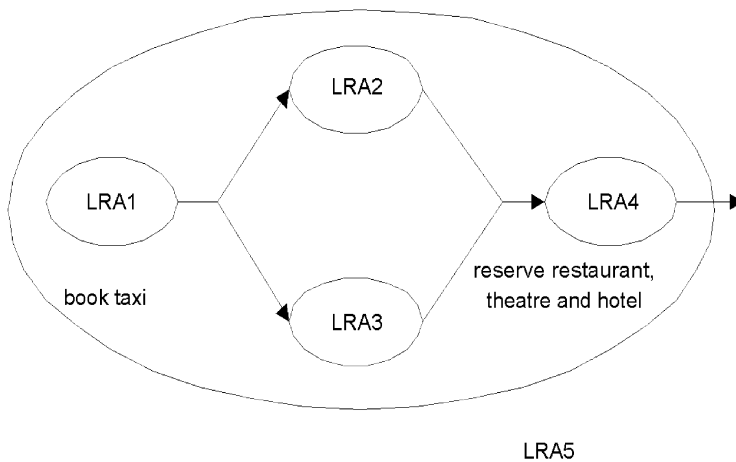 LRA2
LRA1
LRA4
book taxi
reserve restaurant,
theatre and hotel
LRA3
LRA5